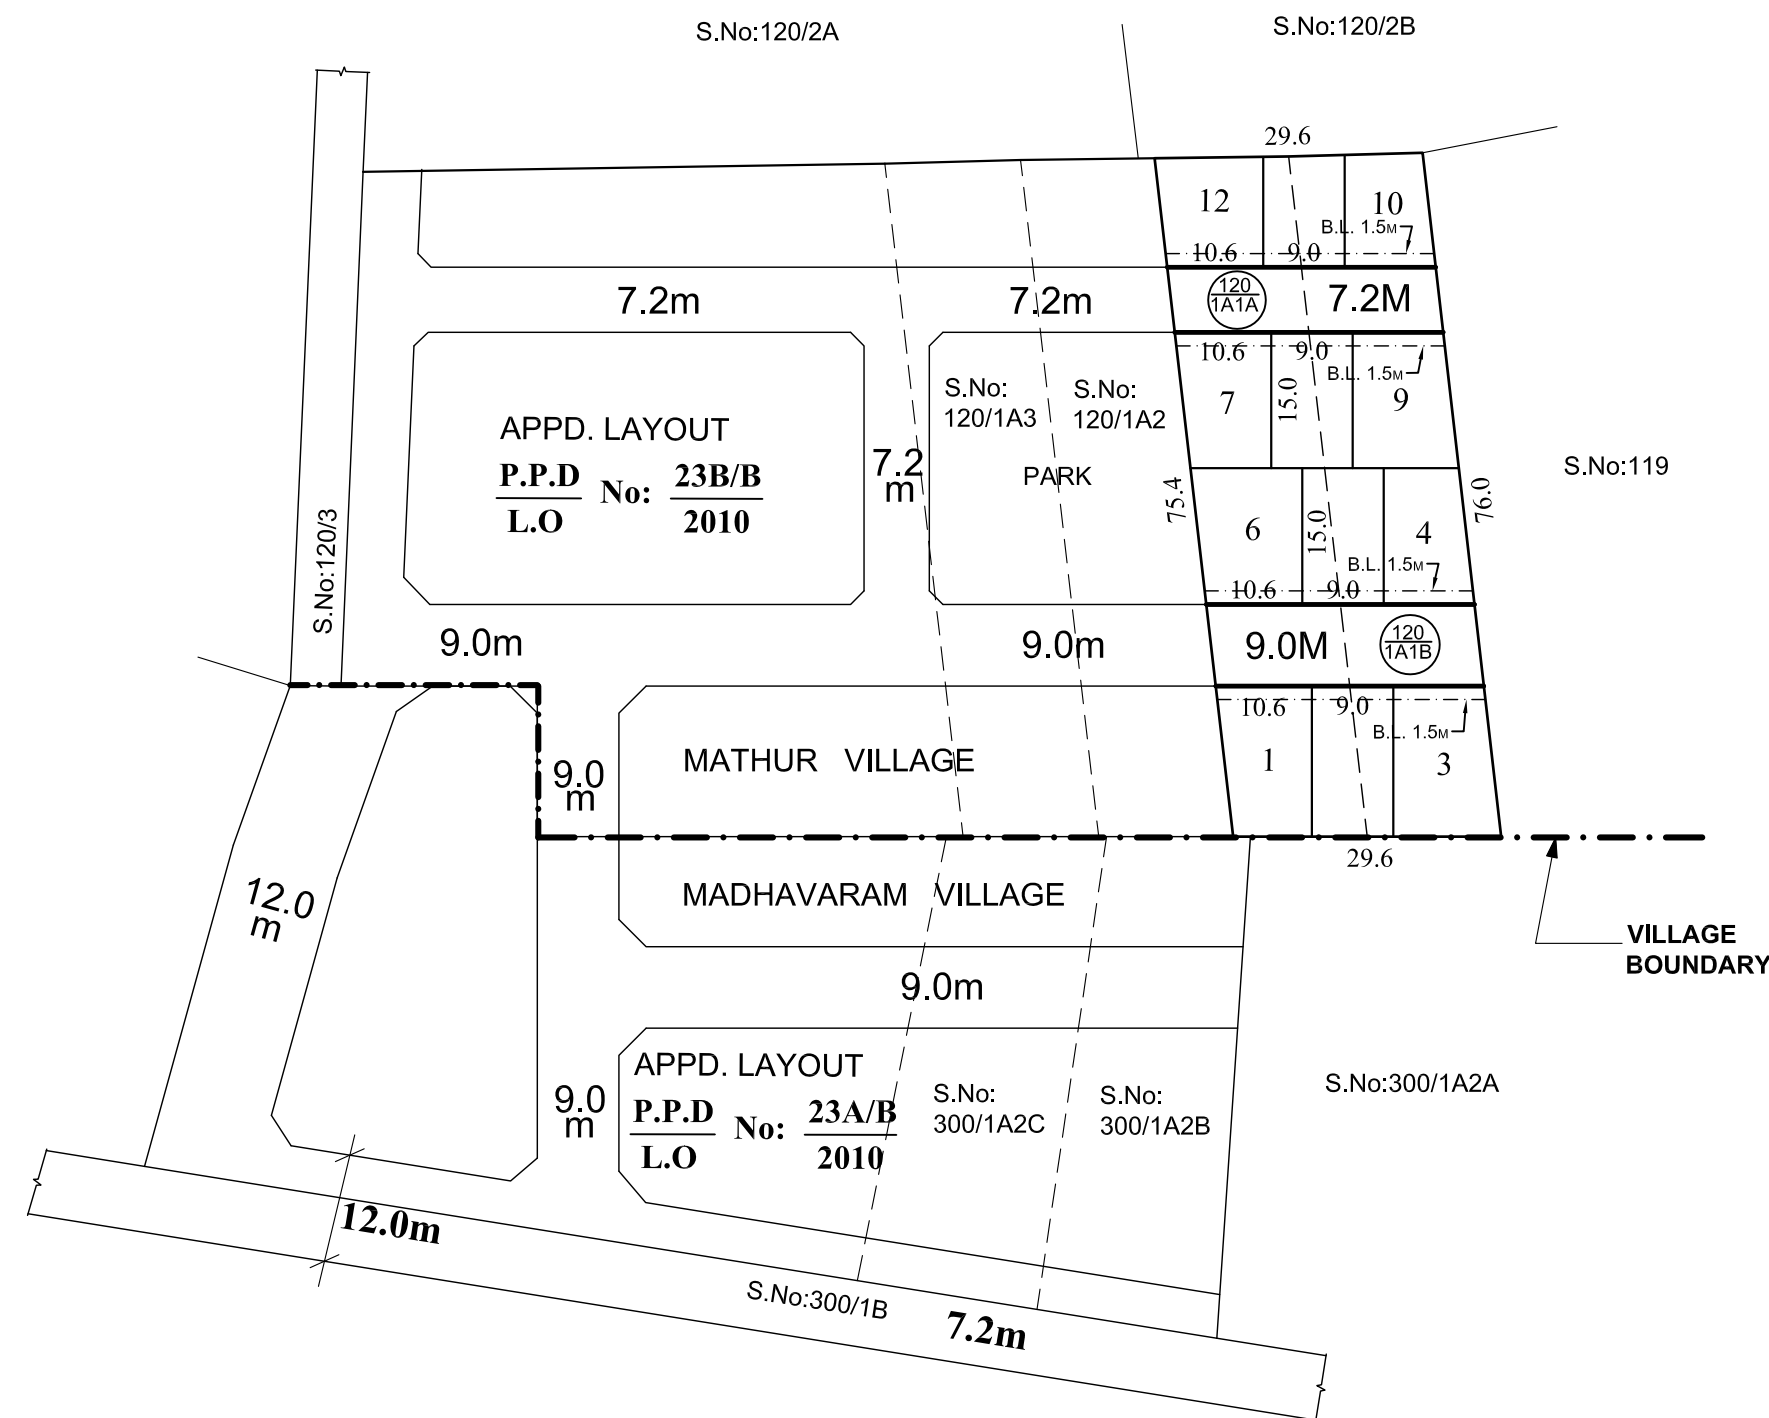 S.No:120/2A
S.No:120/2B
29.6
12
10
B.L. 1.5M
10.6
9.0
7.2m
7.2m
120
1A1A
7.2M
10.6
9.0
B.L. 1.5M
S.No:
120/1A3
S.No:
120/1A2
7
15.0
9
APPD. LAYOUT
P.P.D
L.O
No:
23B/B
2010
7.2
m
PARK
75.4
76.0
S.No:119
S.No:120/3
6
15.0
4
B.L. 1.5M
10.6
9.0
9.0m
9.0m
9.0M
120
1A1B
10.6
9.0
B.L. 1.5M
1
3
9.0
m
MATHUR VILLAGE
29.6
MADHAVARAM VILLAGE
12.0
m
VILLAGE
BOUNDARY
9.0m
APPD. LAYOUT
P.P.D
L.O
No:
23A/B
2010
9.0
m
S.No:
300/1A2C
S.No:
300/1A2B
S.No:300/1A2A
12.0m
S.No:300/1B
7.2m